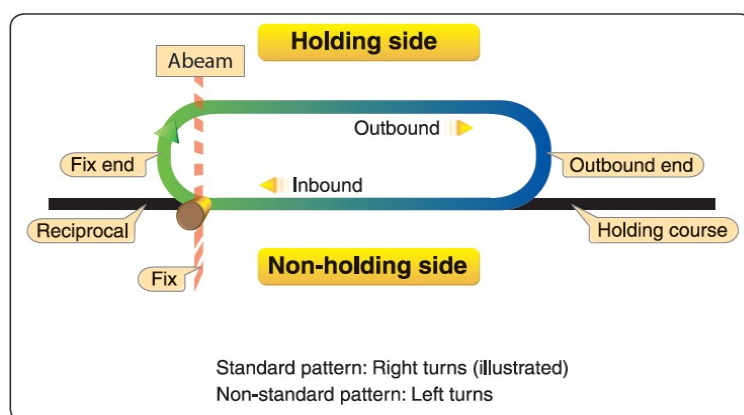 Holding side
Abeam
Outbound
Fix end
Outbound end
Inbound
Reciprocal
Holding course
Non-holding side
Fix
Standard pattern: Right turns (illustrated)
Non-standard pattern: Left turns